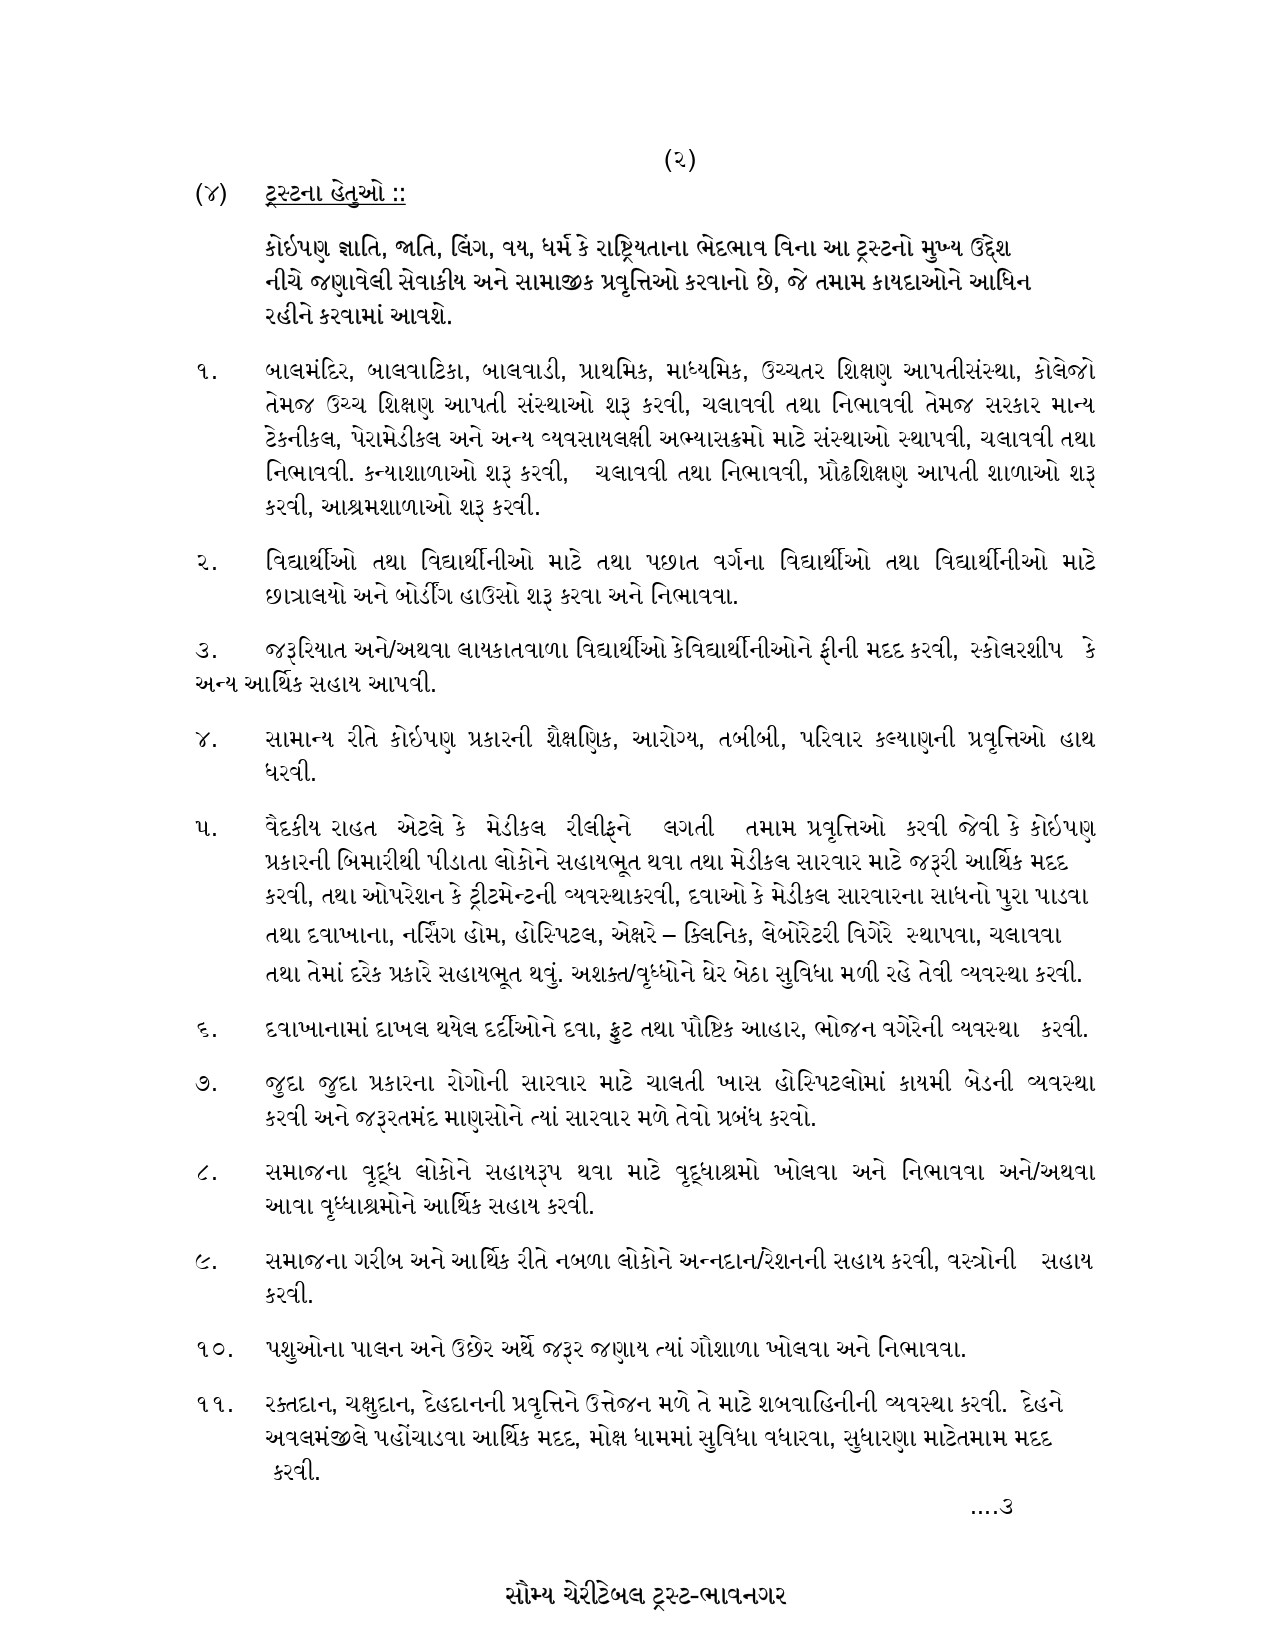 (૨)
(૪) ટ્રસ્ટના હેતુઓ ::
કોઇપણ જ્ઞાતિ, જાતિ, લિંગ, વય, ધર્મ કે રાષ્ટ્રિયતાના ભેદભાવ વિના આ ટ્રસ્ટનો મુખ્ય ઉદ્દેશ
નીચે જણાવેલી સેવાકીય અને સામાજીક પ્રવૃત્તિઓ કરવાનો છે, જે તમામ કાયદાઓને આધિન
રહીને કરવામાં આવશે.
૧. બાલમંદિર, બાલવાટિકા, બાલવાડી, પ્રાથમિક, માધ્યમિક, ઉચ્ચતર શિક્ષણ આપતીસંસ્થા, કોલેજો
તેમજ ઉચ્ચ શિક્ષણ આપતી સંસ્થાઓ શરૂ કરવી, ચલાવવી તથા નિભાવવી તેમજ સરકાર માન્ય
ટેકનીકલ, પેરામેડીકલ અને અન્ય વ્યવસાયલક્ષી અભ્યાસક્રમો માટે સંસ્થાઓ સ્થાપવી, ચલાવવી તથા
નિભાવવી. કન્યાશાળાઓ શરૂ કરવી, ચલાવવી તથા નિભાવવી, પ્રૌઢશિક્ષણ આપતી શાળાઓ શરૂ
કરવી, આશ્રમશાળાઓ શરૂ કરવી.
૨. વિદ્યાર્થીઓ તથા વિદ્યાર્થીનીઓ માટે તથા પછાત વર્ગના વિદ્યાર્થીઓ તથા વિદ્યાર્થીનીઓ માટે
છાત્રાલયો અને બોર્ડીંગ હાઉસો શરૂ કરવા અને નિભાવવા.
૩. જરૂરિયાત અને/અથવા લાયકાતવાળા વિદ્યાર્થીઓ કેવિદ્યાર્થીનીઓને ફીની મદદ કરવી, સ્કોલરશીપ કે
અન્ય આર્થિક સહાય આપવી.
૪. સામાન્ય રીતે કોઇપણ પ્રકારની શૈક્ષણિક, આરોગ્ય, તબીબી, પરિવાર કલ્યાણની પ્રવૃત્તિઓ હાથ
ધરવી.
૫. વૈદકીય રાહત એટલે કે મેડીકલ રીલીફને લગતી તમામ પ્રવૃત્તિઓ કરવી જેવી કે કોઇપણ
પ્રકારની બિમારીથી પીડાતા લોકોને સહાયભૂત થવા તથા મેડીકલ સારવાર માટે જરૂરી આર્થિક મદદ
કરવી, તથા ઓપરેશન કે ટ્રીટમેન્ટની વ્યવસ્થાકરવી, દવાઓ કે મેડીકલ સારવારના સાધનો પુરા પાડવા
તથા દવાખાના, નર્સિંગ હોમ, હોસ્પિટલ, એક્ષરે – ક્લિનિક, લેબોરેટરી વિગેરે સ્થાપવા, ચલાવવા
તથા તેમાં દરેક પ્રકારે સહાયભૂત થવું. અશક્ત/વૃધ્ધોને ઘેર બેઠા સુવિધા મળી રહે તેવી વ્યવસ્થા કરવી.
૬. દવાખાનામાં દાખલ થયેલ દર્દીઓને દવા, ફ્રુટ તથા પૌષ્ટિક આહાર, ભોજન વગેરેની વ્યવસ્થા કરવી.
૭. જુદા જુદા પ્રકારના રોગોની સારવાર માટે ચાલતી ખાસ હોસ્પિટલોમાં કાયમી બેડની વ્યવસ્થા
કરવી અને જરૂરતમંદ માણસોને ત્યાં સારવાર મળે તેવો પ્રબંધ કરવો.
૮. સમાજના વૃદ્ધ લોકોને સહાયરૂપ થવા માટે વૃદ્ધાશ્રમો ખોલવા અને નિભાવવા અને/અથવા
આવા વૃધ્ધાશ્રમોને આર્થિક સહાય કરવી.
૯. સમાજના ગરીબ અને આર્થિક રીતે નબળા લોકોને અન્નદાન/રેશનની સહાય કરવી, વસ્ત્રોની સહાય
કરવી.
૧૦. પશુઓના પાલન અને ઉછેર અર્થે જરૂર જણાય ત્યાં ગૌશાળા ખોલવા અને નિભાવવા.
૧૧. રક્તદાન, ચક્ષુદાન, દેહદાનની પ્રવૃત્તિને ઉત્તેજન મળે તે માટે શબવાહિનીની વ્યવસ્થા કરવી. દેહને
અવલમંજીલે પહોંચાડવા આર્થિક મદદ, મોક્ષ ધામમાં સુવિધા વધારવા, સુધારણા માટેતમામ મદદ
કરવી.
....૩
સૌમ્ય ચેરીટેબલ ટ્રસ્ટ-ભાવનગર